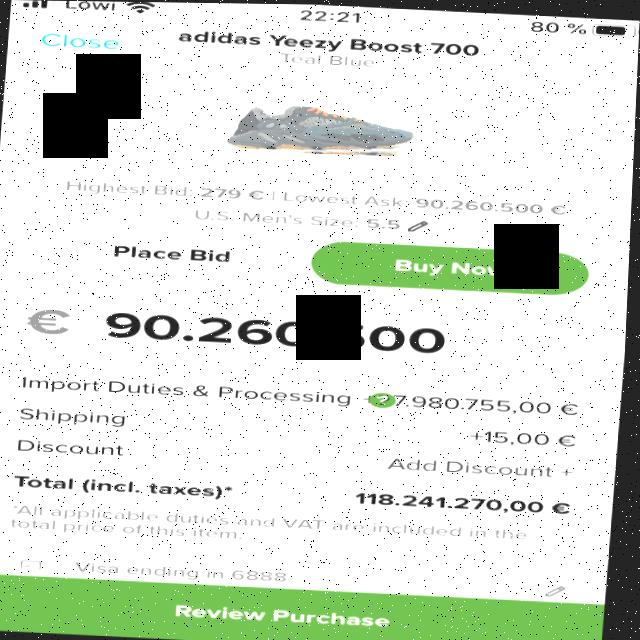 Lowi 22:21 80 %
Close adidas Yeezy Boost 700
Teal Blue
Highest Bid: 279 € | Lowest Ask: 90.260.500 €
U.S. Men's Size: 5.5
Place Bid Buy
€ 90.260 00
Import Duties & Processing +27.980.755,00 €
Shipping +15,00 €
Discount Add Discount +
Total (incl. taxes)* 118.241.270,00 €
*All applicable duties and VAT are included in the
total price of this item.
Visa ending in 6888
Review Purchase